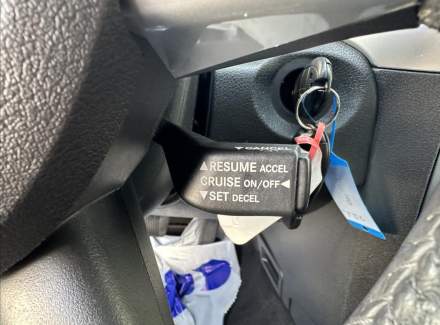 ▼CANCEL
▲RESUME ACCEL
CRUISE ON/OFF◄
▼SET DECEL